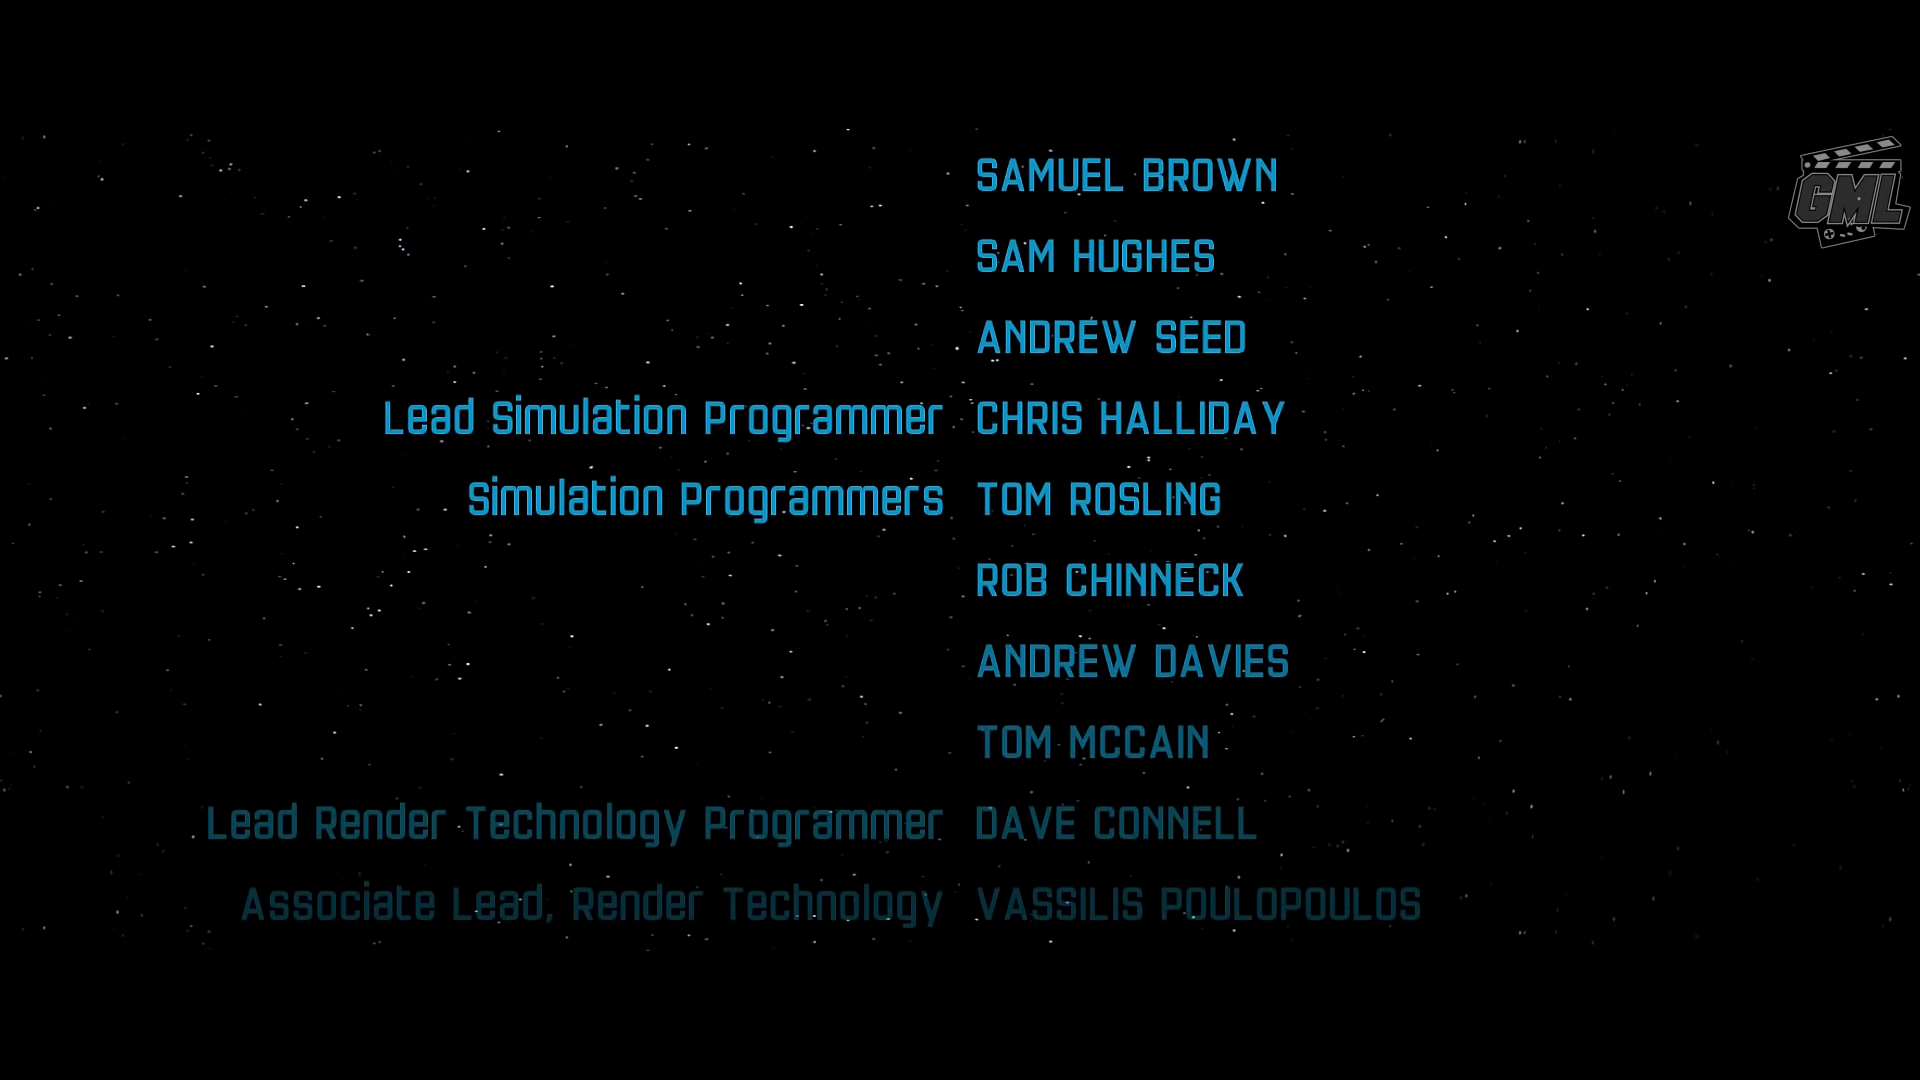 SAMUEL BROWN
SAM HUGHES
ANDREW SEED
Lead Simulation Programmer CHRIS HALLIDAY
Simulation Programmers TOM ROSLING
ROB CHINNECK
ANDREW DAVIES
TOM MCCAIN
Lead Render Technology Programmer DAVE CONNELL
Associate Lead, Render Technology VASSILIS POULOPOULOS
GML